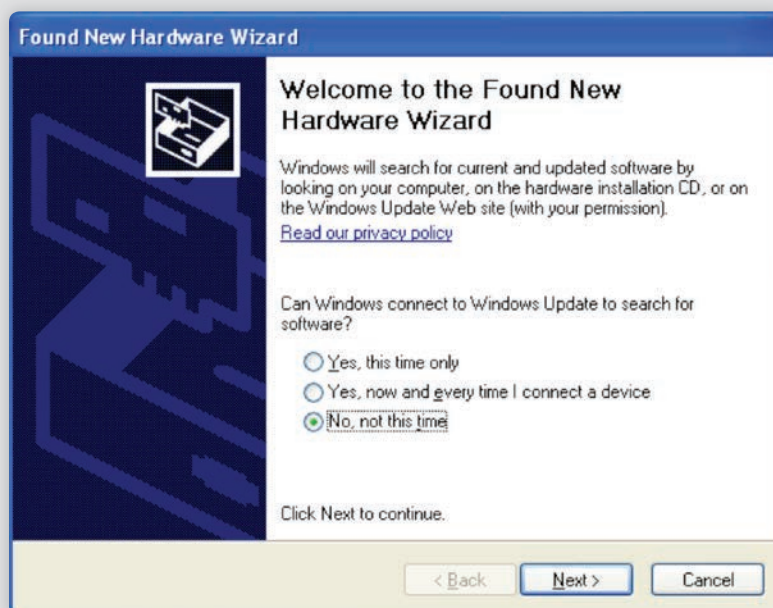 Found New Hardware Wizard
Welcome to the Found New
Hardware Wizard
Windows will search for current and updated software by
looking on your computer, on the hardware installation CD, or on
the Windows Update Web site (with your permission).
Read our privacy policy
Can Windows connect to Windows Update to search for
software?
Yes, this time only
Yes, now and every time I connect a device
No, not this time
Click Next to continue.
< Back
Next >
Cancel